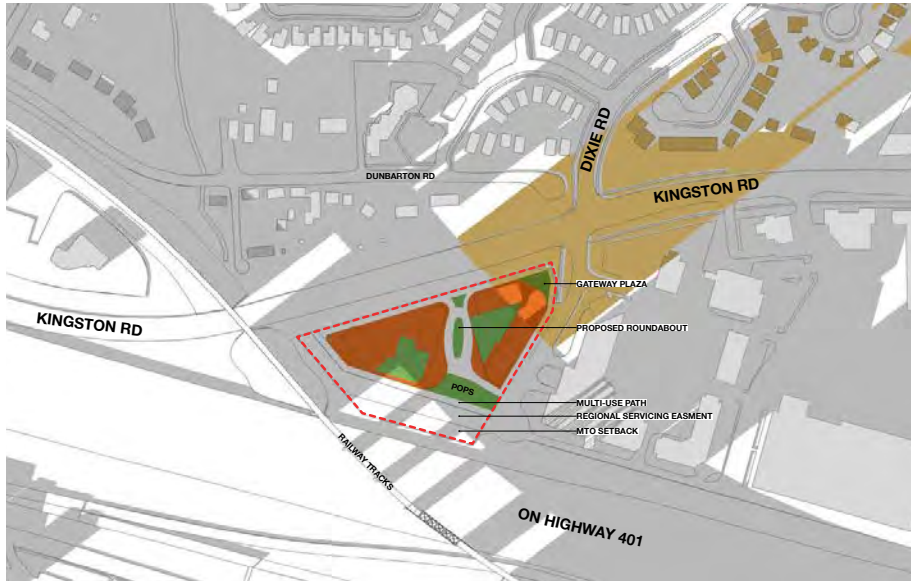 DIXIE RD
DUNBARTON RD
KINGSTON RD
GATEWAY PLAZA
KINGSTON RD
PROPOSED ROUNDABOUT
POPS
MULTI-USE PATH
REGIONAL SERVICING EASMENT
MTO SETBACK
RAILWAY TRACKS
ON HIGHWAY 401